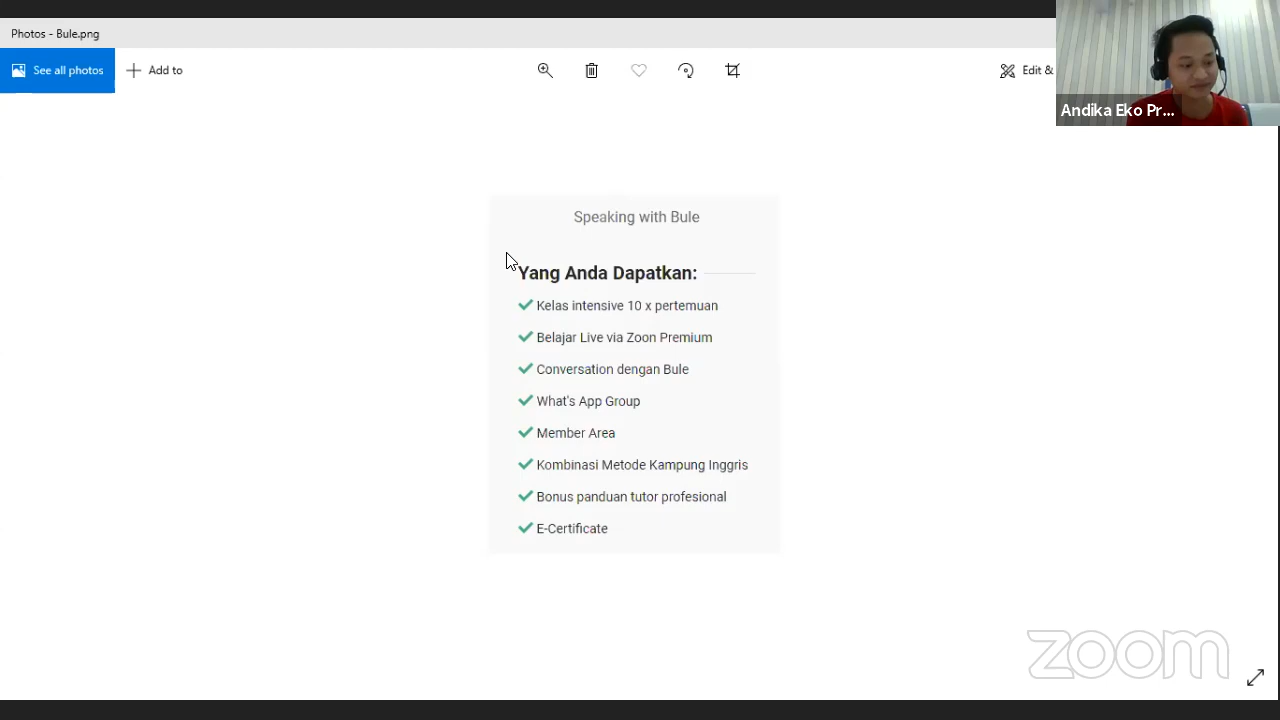 Photos - Bule.png
See all photos
Add to
Edit &
Andika Eko Pr...
Speaking with Bule
Yang Anda Dapatkan:
Kelas intensive 10 x pertemuan
Belajar Live via Zoon Premium
Conversation dengan Bule
What's App Group
Member Area
Kombinasi Metode Kampung Inggris
Bonus panduan tutor profesional
E-Certificate
zoom